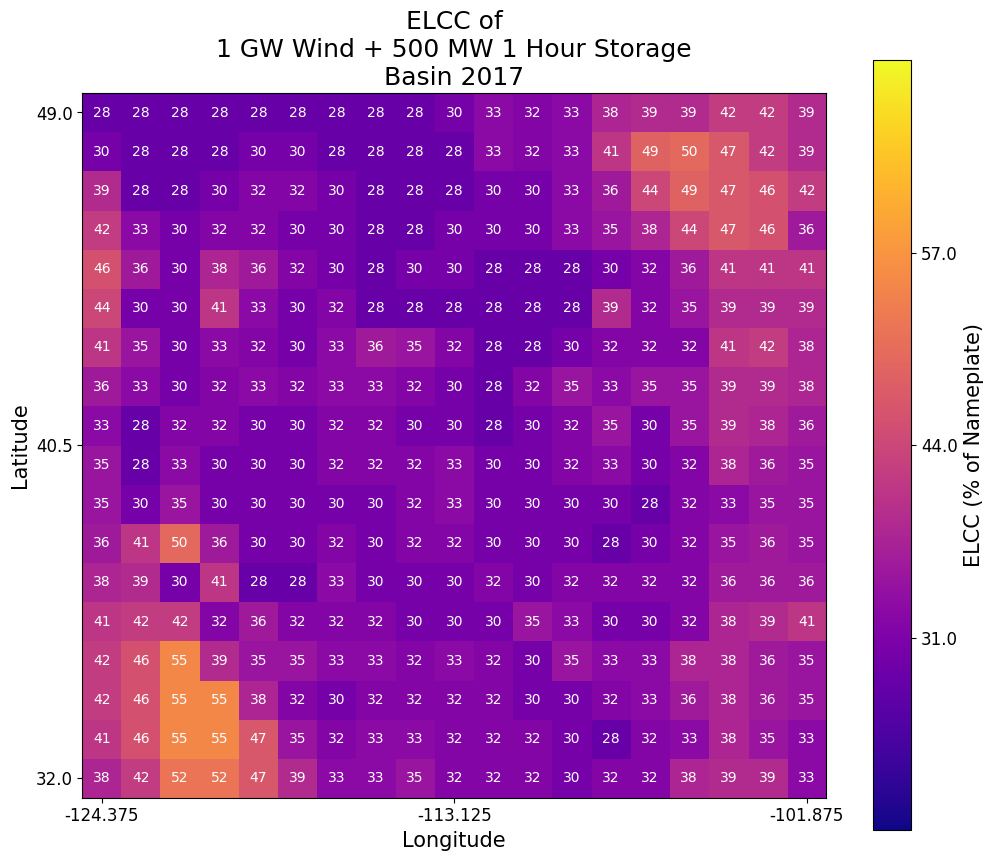 ELCC of
1 GW Wind + 500 MW 1 Hour Storage
Basin 2017
49.0 28 28 28 28 28 28 28 28 28 30 33 32 33 38 39 39 42 42 39
30 28 28 28 30 30 28 28 28 28 33 32 33 41 49 50 47 42 39
39 28 28 30 32 32 30 28 28 28 30 30 33 36 44 49 47 46 42
42 33 30 32 32 30 30 28 28 30 30 30 33 35 38 44 47 46 36
46 36 30 38 36 32 30 28 30 30 28 28 28 30 32 36 41 41 41
57.0
44 30 30 41 33 30 32 28 28 28 28 28 28 39 32 35 39 39 39
41 35 30 33 32 30 33 36 35 32 28 28 30 32 32 32 41 42 38
36 33 30 32 33 32 33 33 32 30 28 32 35 33 35 35 39 39 38
33 28 32 32 30 30 32 32 30 30 28 30 32 35 30 35 39 38 36
Latitude
40.5
44.0
35 28 33 30 30 30 32 32 32 33 30 30 32 33 30 32 38 36 35
35 30 35 30 30 30 30 30 32 33 30 30 30 30 28 32 33 35 35
ELCC (% of Nameplate)
36 41 50 36 30 30 32 30 32 32 30 30 30 28 30 32 35 36 35
38 39 30 41 28 28 33 30 30 30 32 30 32 32 32 32 36 36 36
41 42 42 32 36 32 32 32 30 30 30 35 33 30 30 32 38 39 41
31.0
42 46 55 39 35 35 33 33 32 33 32 30 35 33 33 38 38 36 35
42 46 55 55 38 32 30 32 32 32 32 30 30 32 33 36 38 36 35
41 46 55 55 47 35 32 33 33 32 32 32 30 28 32 33 38 35 33
32.0 38 42 52 52 47 39 33 33 35 32 32 32 30 32 32 38 39 39 33
-124.375 -113.125 -101.875
Longitude